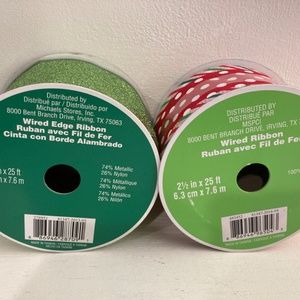 Distributed by
Distribué par / Distribuido por
Michaels Stores, Inc.
8000 Bent Branch Drive, Irving, TX 75063
Wired Edge Ribbon
Ruban avec Fil de Fer
Cinta con Borde Alambrado
in x 25 ft
x 7.6 m
74% Metallic
26% Nylon
74% Métallique
26% Nylon
74% Metálico
26% Nilón
DISTRIBUTED BY
DISTRIBUÉ PAR
MSPCI
8000 BENT BRANCH DRIVE, IRVING, TX
Wired Ribbon
Ruban avec Fil de Fer
2½ in x 25 ft
6.3 cm x 7.6 m
100%